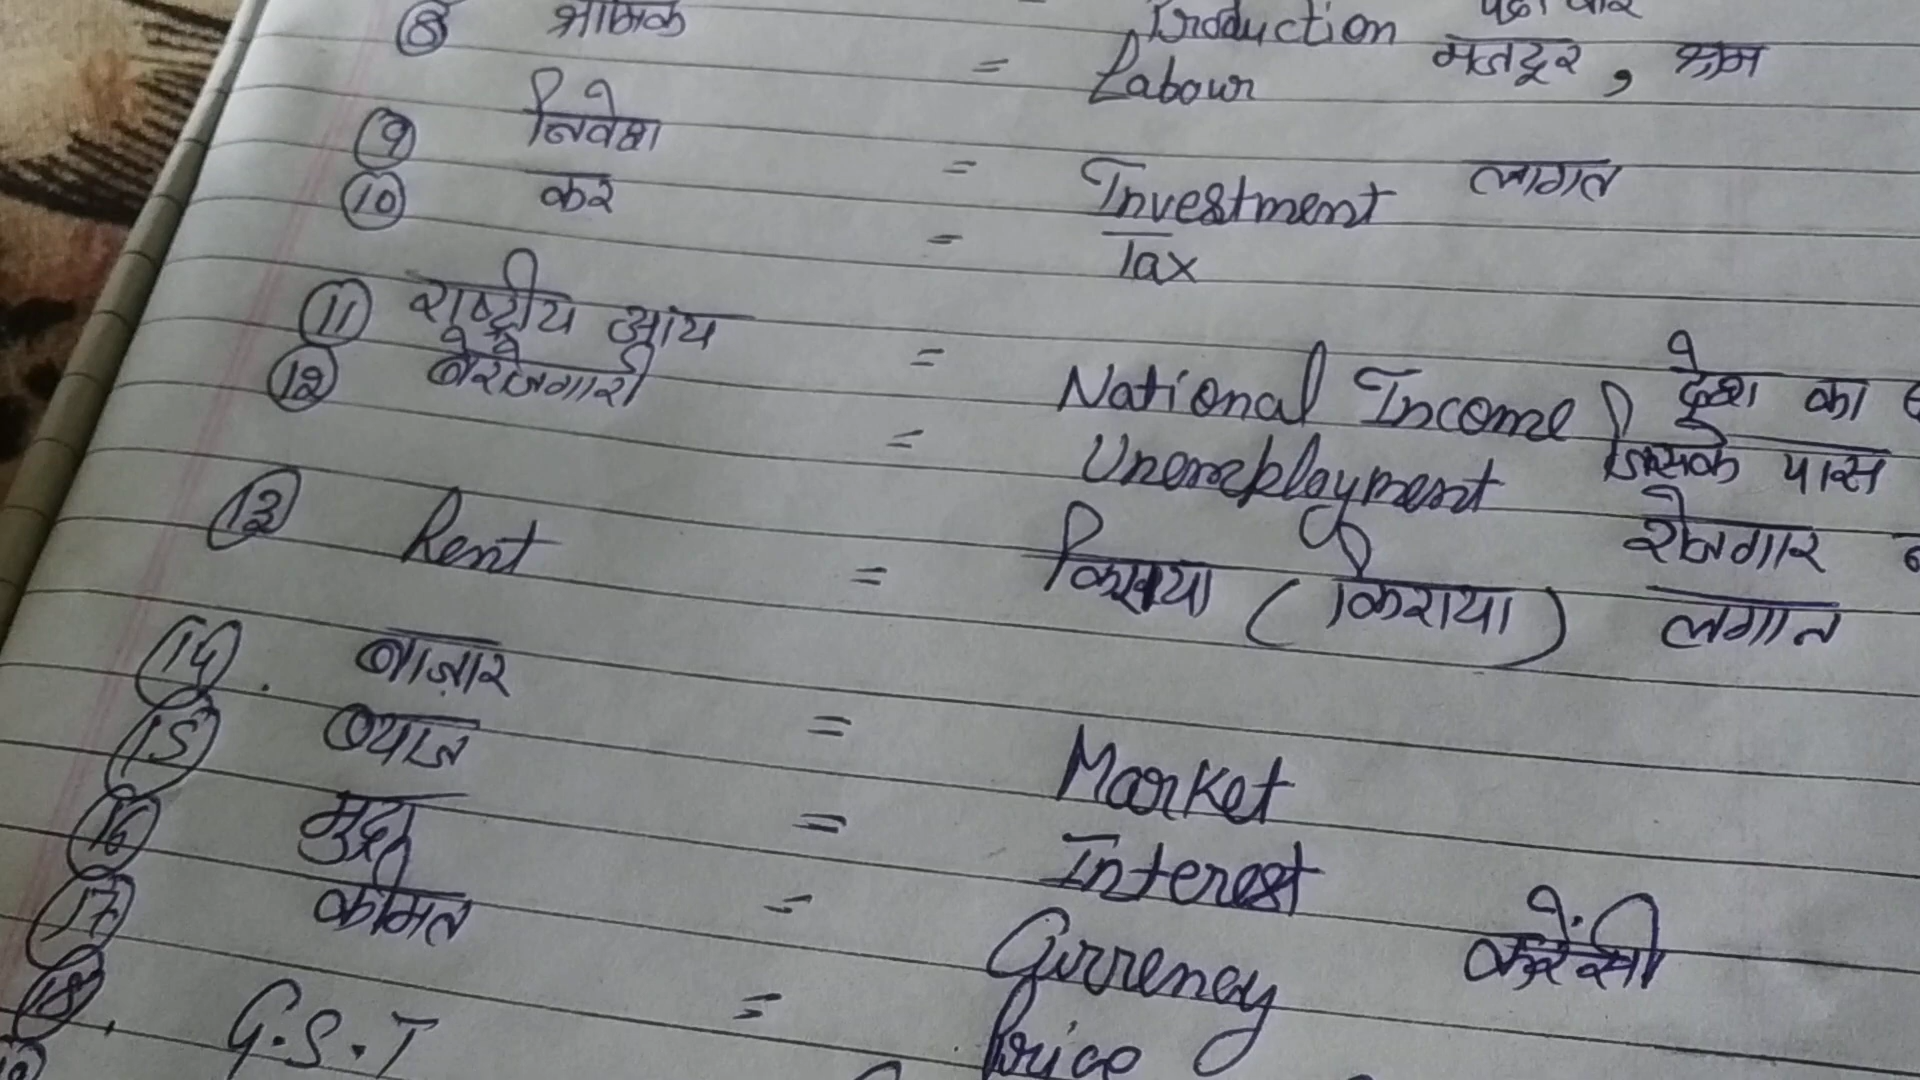 Production
⑧ श्रमिक = Labour मजदूर, श्रम
⑨ निवेश = Investment लागत
⑩ कर = Tax
⑪ राष्ट्रीय आय = National Income देश का
⑫ बेरोजगारी = Unemployment जिसके पास
रोजगार
⑬ Rent = किराया (किराया) लगान
⑭ . बाज़ार = Market
⑮ ब्याज = Interest
⑯ मुद्रा = Currency करेंसी
⑰ कीमत = Price
⑱ . G.S.T